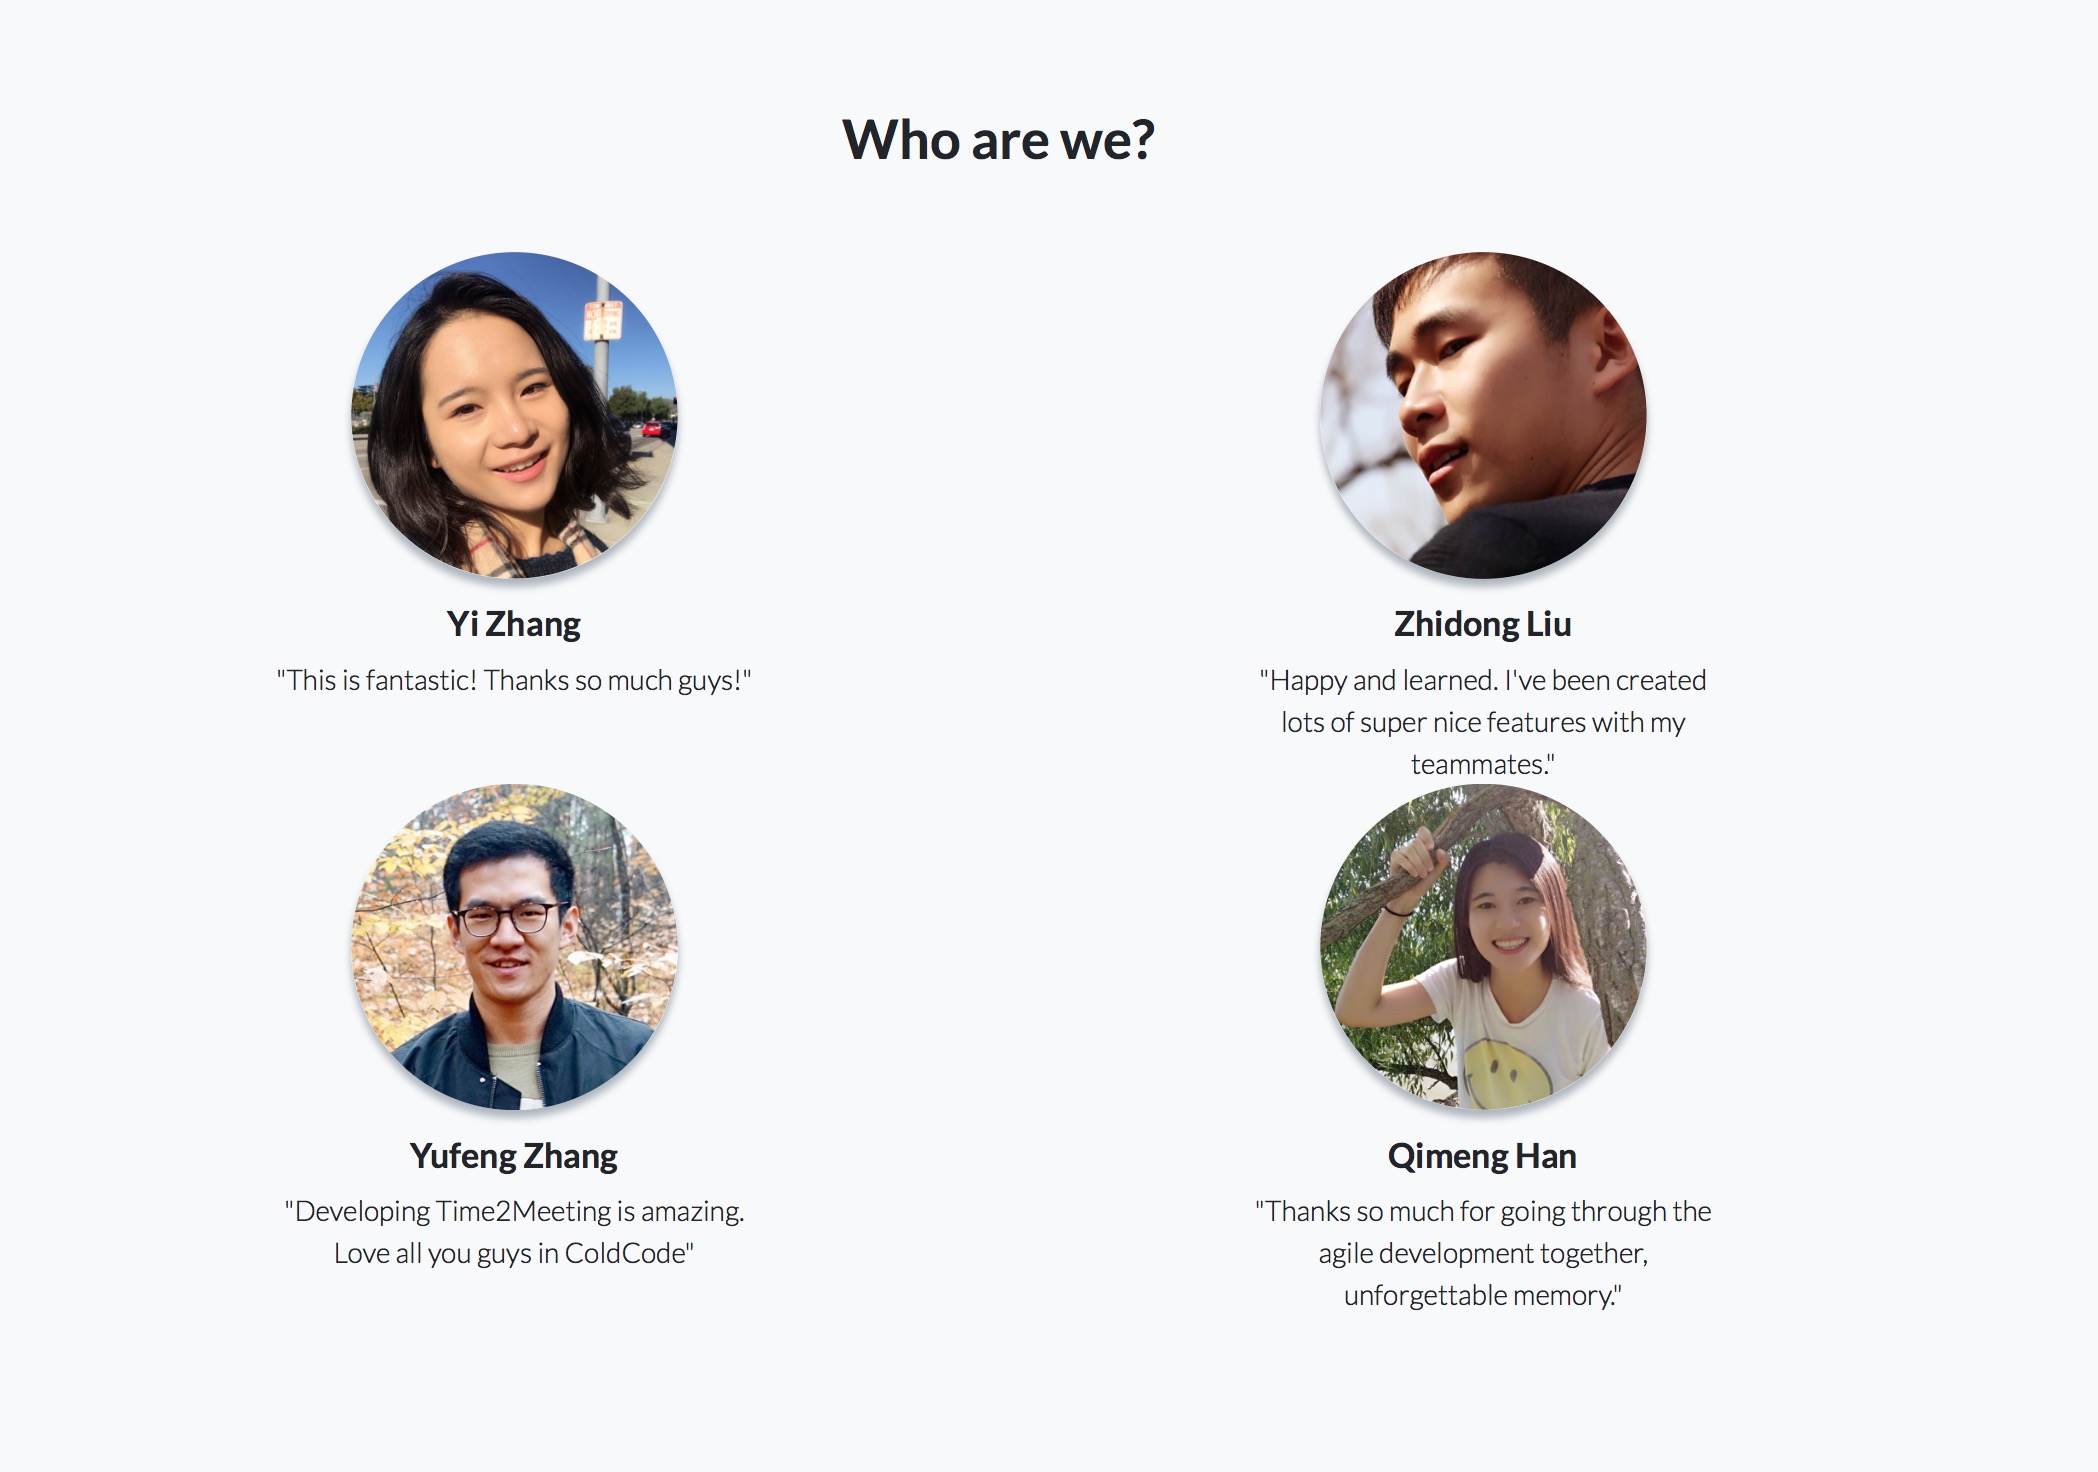 Who are we?
Yi Zhang
"This is fantastic! Thanks so much guys!"
Zhidong Liu
"Happy and learned. I've been created
lots of super nice features with my
teammates."
Yufeng Zhang
"Developing Time2Meeting is amazing.
Love all you guys in ColdCode"
Qimeng Han
"Thanks so much for going through the
agile development together,
unforgettable memory."